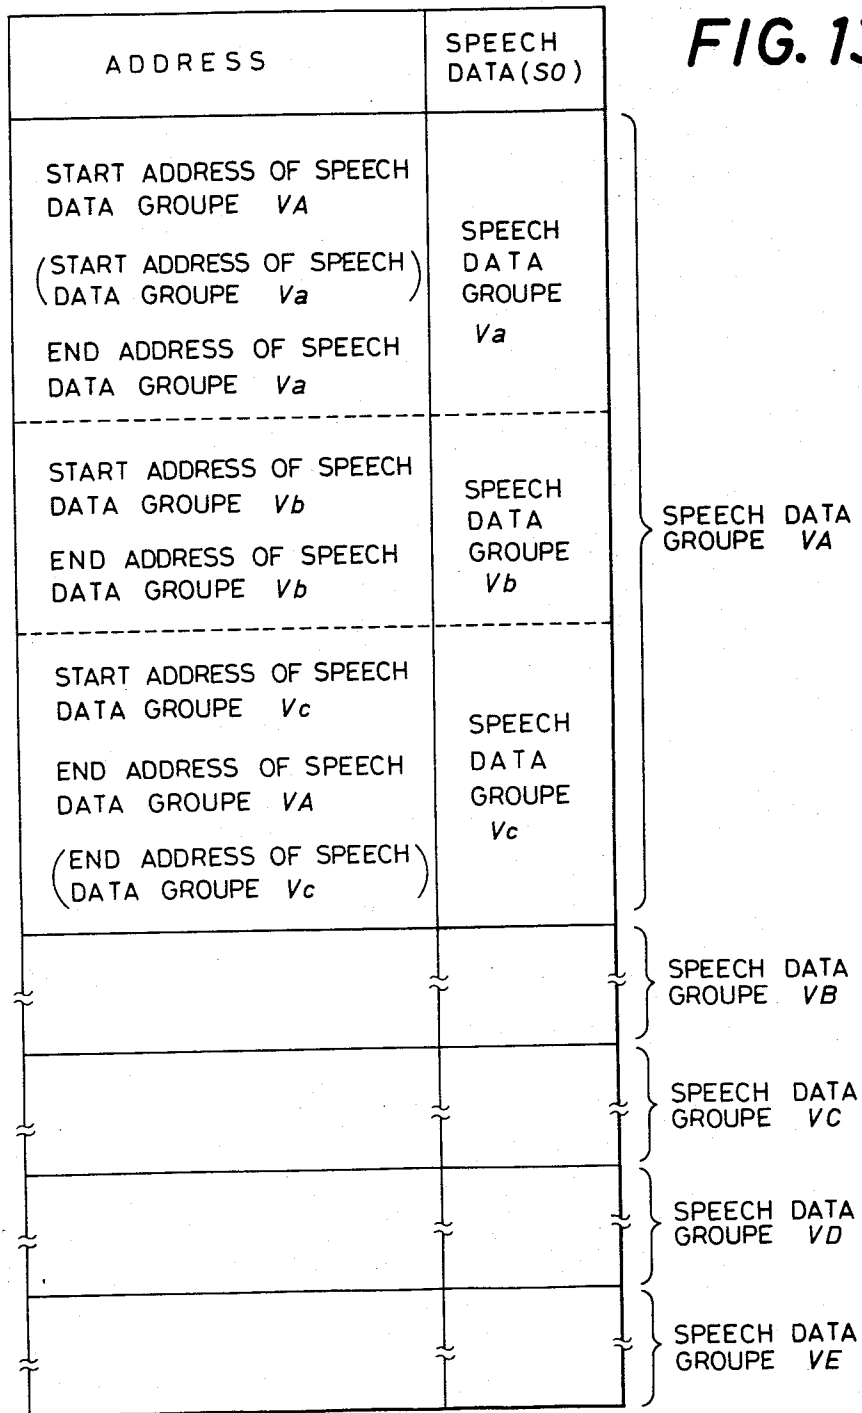 FIG. 13
ADDRESS
SPEECH
DATA (SO)
START ADDRESS OF SPEECH
DATA GROUPE VA
(START ADDRESS OF SPEECH
DATA GROUPE Va)
END ADDRESS OF SPEECH
DATA GROUPE Va
SPEECH
DATA
GROUPE
Va
START ADDRESS OF SPEECH
DATA GROUPE Vb
END ADDRESS OF SPEECH
DATA GROUPE Vb
SPEECH
DATA
GROUPE
Vb
START ADDRESS OF SPEECH
DATA GROUPE Vc
END ADDRESS OF SPEECH
DATA GROUPE VA
(END ADDRESS OF SPEECH
DATA GROUPE Vc)
SPEECH
DATA
GROUPE
Vc
SPEECH DATA
GROUPE VA
SPEECH DATA
GROUPE VB
SPEECH DATA
GROUPE VC
SPEECH DATA
GROUPE VD
SPEECH DATA
GROUPE VE